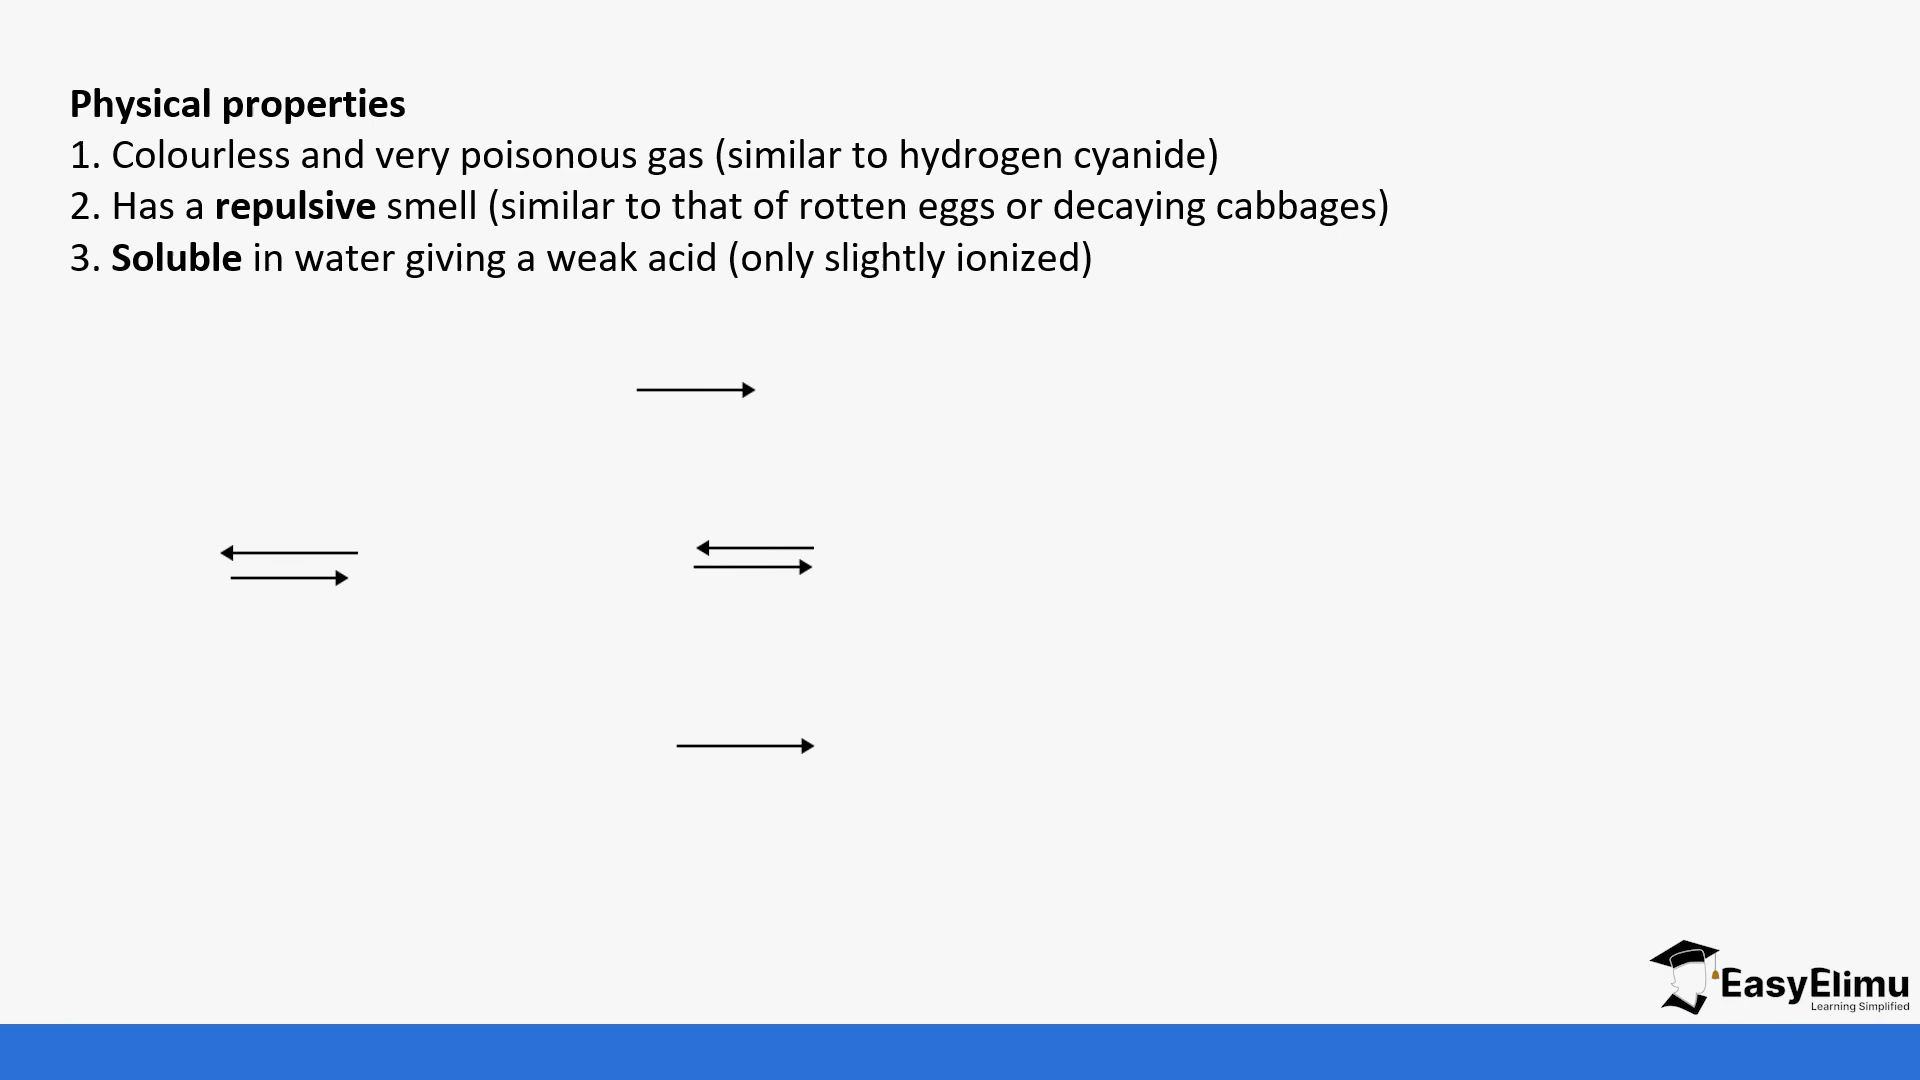 Physical properties
1. Colourless and very poisonous gas (similar to hydrogen cyanide)
2. Has a repulsive smell (similar to that of rotten eggs or decaying cabbages)
3. Soluble in water giving a weak acid (only slightly ionized)
EasyElimu
Learning Simplified